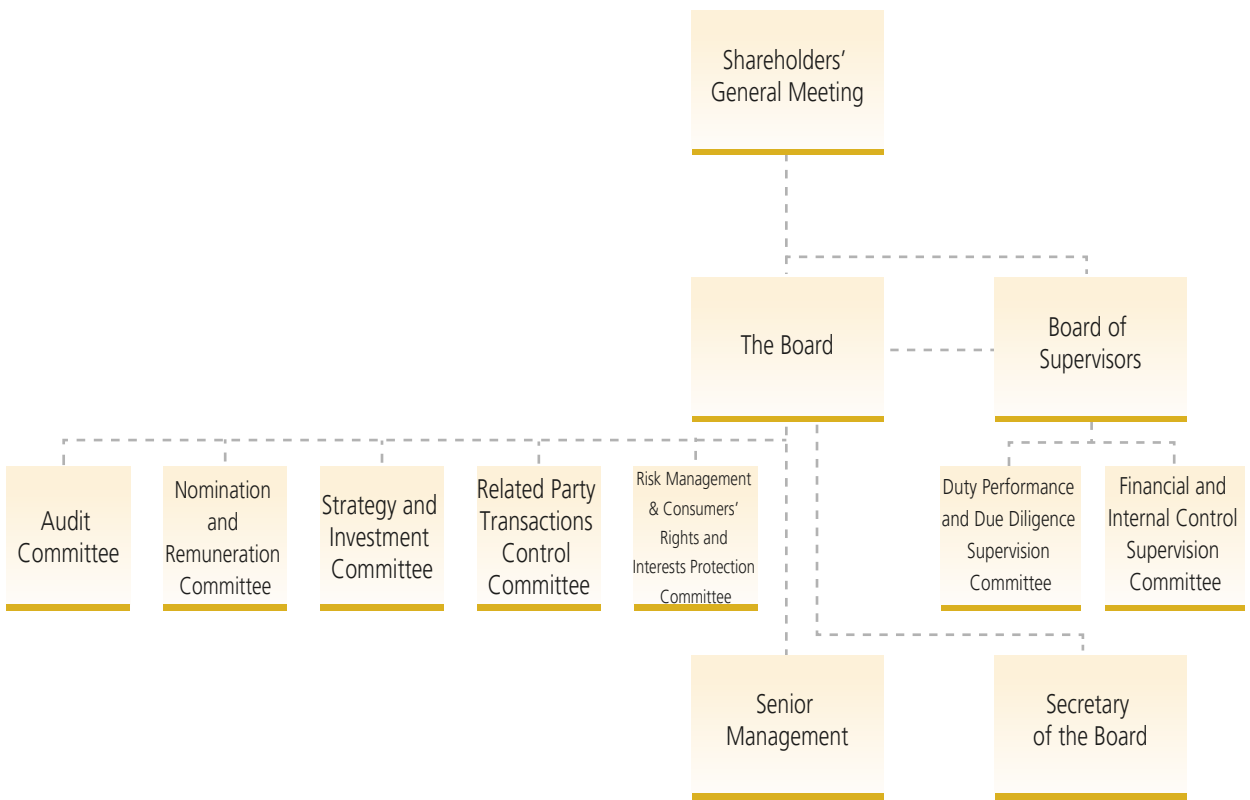 Shareholders’
General Meeting
The Board
Board of
Supervisors
Audit
Committee
Nomination
and
Remuneration
Committee
Strategy and
Investment
Committee
Related Party
Transactions
Control
Committee
Risk Management
& Consumers’
Rights and
Interests Protection
Committee
Duty Performance
and Due Diligence
Supervision
Committee
Financial and
Internal Control
Supervision
Committee
Senior
Management
Secretary
of the Board